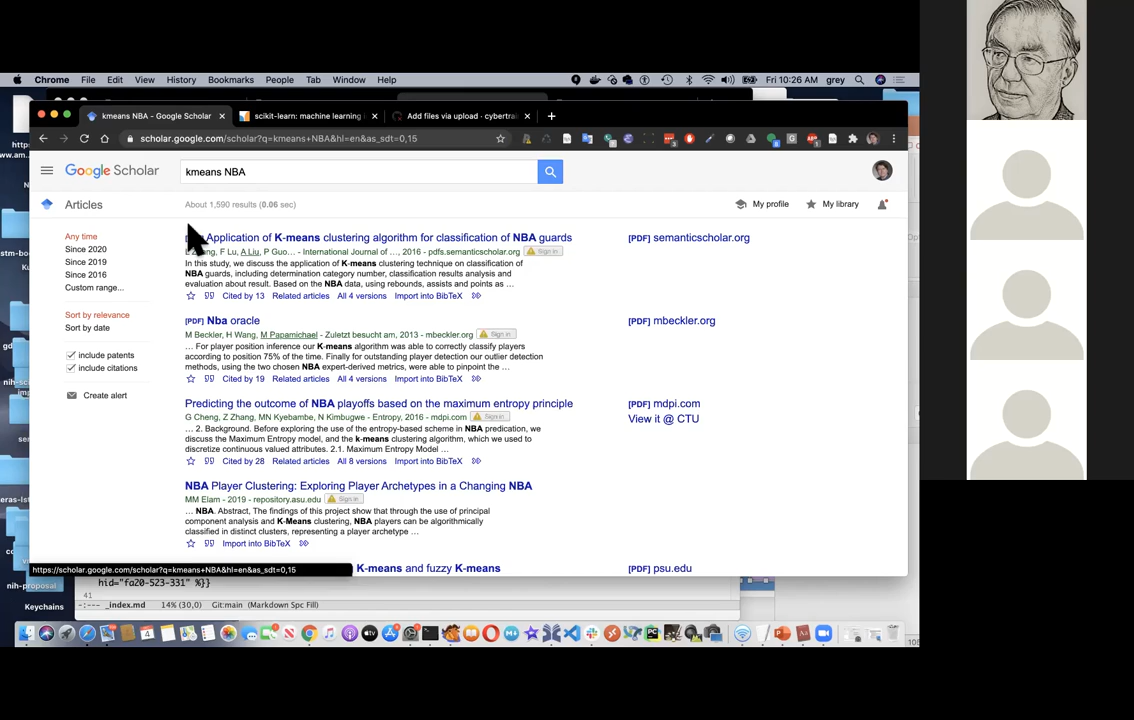 Chrome File Edit View History Bookmarks People Tab Window Help
Fri 10:26 AM grey
kmeans NBA - Google Scholar
scikit-learn: machine learning
Add files via upload · cybertrai
scholar.google.com/scholar?q=kmeans+NBA&hl=en&as_sdt=0,15
Google Scholar
kmeans NBA
Articles
About 1,590 results (0.06 sec)
My profile
My library
Any time
Since 2020
Since 2019
Since 2016
Custom range...
Sort by relevance
Sort by date
include patents
include citations
Create alert
Application of K-means clustering algorithm for classification of NBA guards
[PDF] semanticscholar.org
F Lu, A Liu, P Guo... - International Journal of ..., 2016 - pdfs.semanticscholar.org
Sign in
In this study, we discuss the application of K-means clustering technique on classification of
NBA guards, including determination category number, classification results analysis and
evaluation about result. Based on the NBA data, using rebounds, assists and points as ...
Cited by 13 Related articles All 4 versions Import into BibTeX
[PDF] Nba oracle
[PDF] mbeckler.org
M Beckler, H Wang, M Papamichael - Zuletzt besucht am, 2013 - mbeckler.org
Sign in
... For player position inference our K-means algorithm was able to correctly classify players
according to position 75% of the time. Finally for outstanding player detection our outlier detection
methods, using the two chosen NBA expert-derived metrics, were able to pinpoint the ...
Cited by 19 Related articles All 4 versions Import into BibTeX
Predicting the outcome of NBA playoffs based on the maximum entropy principle
[PDF] mdpi.com
G Cheng, Z Zhang, MN Kyebambe, N Kimbugwe - Entropy, 2016 - mdpi.com
Sign in
View it @ CTU
... 2. Background. Before exploring the use of the entropy-based scheme in NBA predication, we
discuss the Maximum Entropy model, and the k-means clustering algorithm, which we used to
discretize continuous valued attributes. 2.1. Maximum Entropy Model ...
Cited by 28 Related articles All 8 versions Import into BibTeX
NBA Player Clustering: Exploring Player Archetypes in a Changing NBA
MM Elam - 2019 - repository.asu.edu
Sign in
... NBA. Abstract, The findings of this project show that through the use of principal
component analysis and K-Means clustering, NBA players can be algorithmically
classified in distinct clusters, representing a player archetype ...
Import into BibTeX
https://scholar.google.com/scholar?q=kmeans+NBA&hl=en&as_sdt=0,15
K-means and fuzzy K-means
[PDF] psu.edu
nih-proposal
hid="fa20-523-331" %}}
41
-:--- _index.md 14% (30,0) Git:main (Markdown Spc Fill)
Keychains